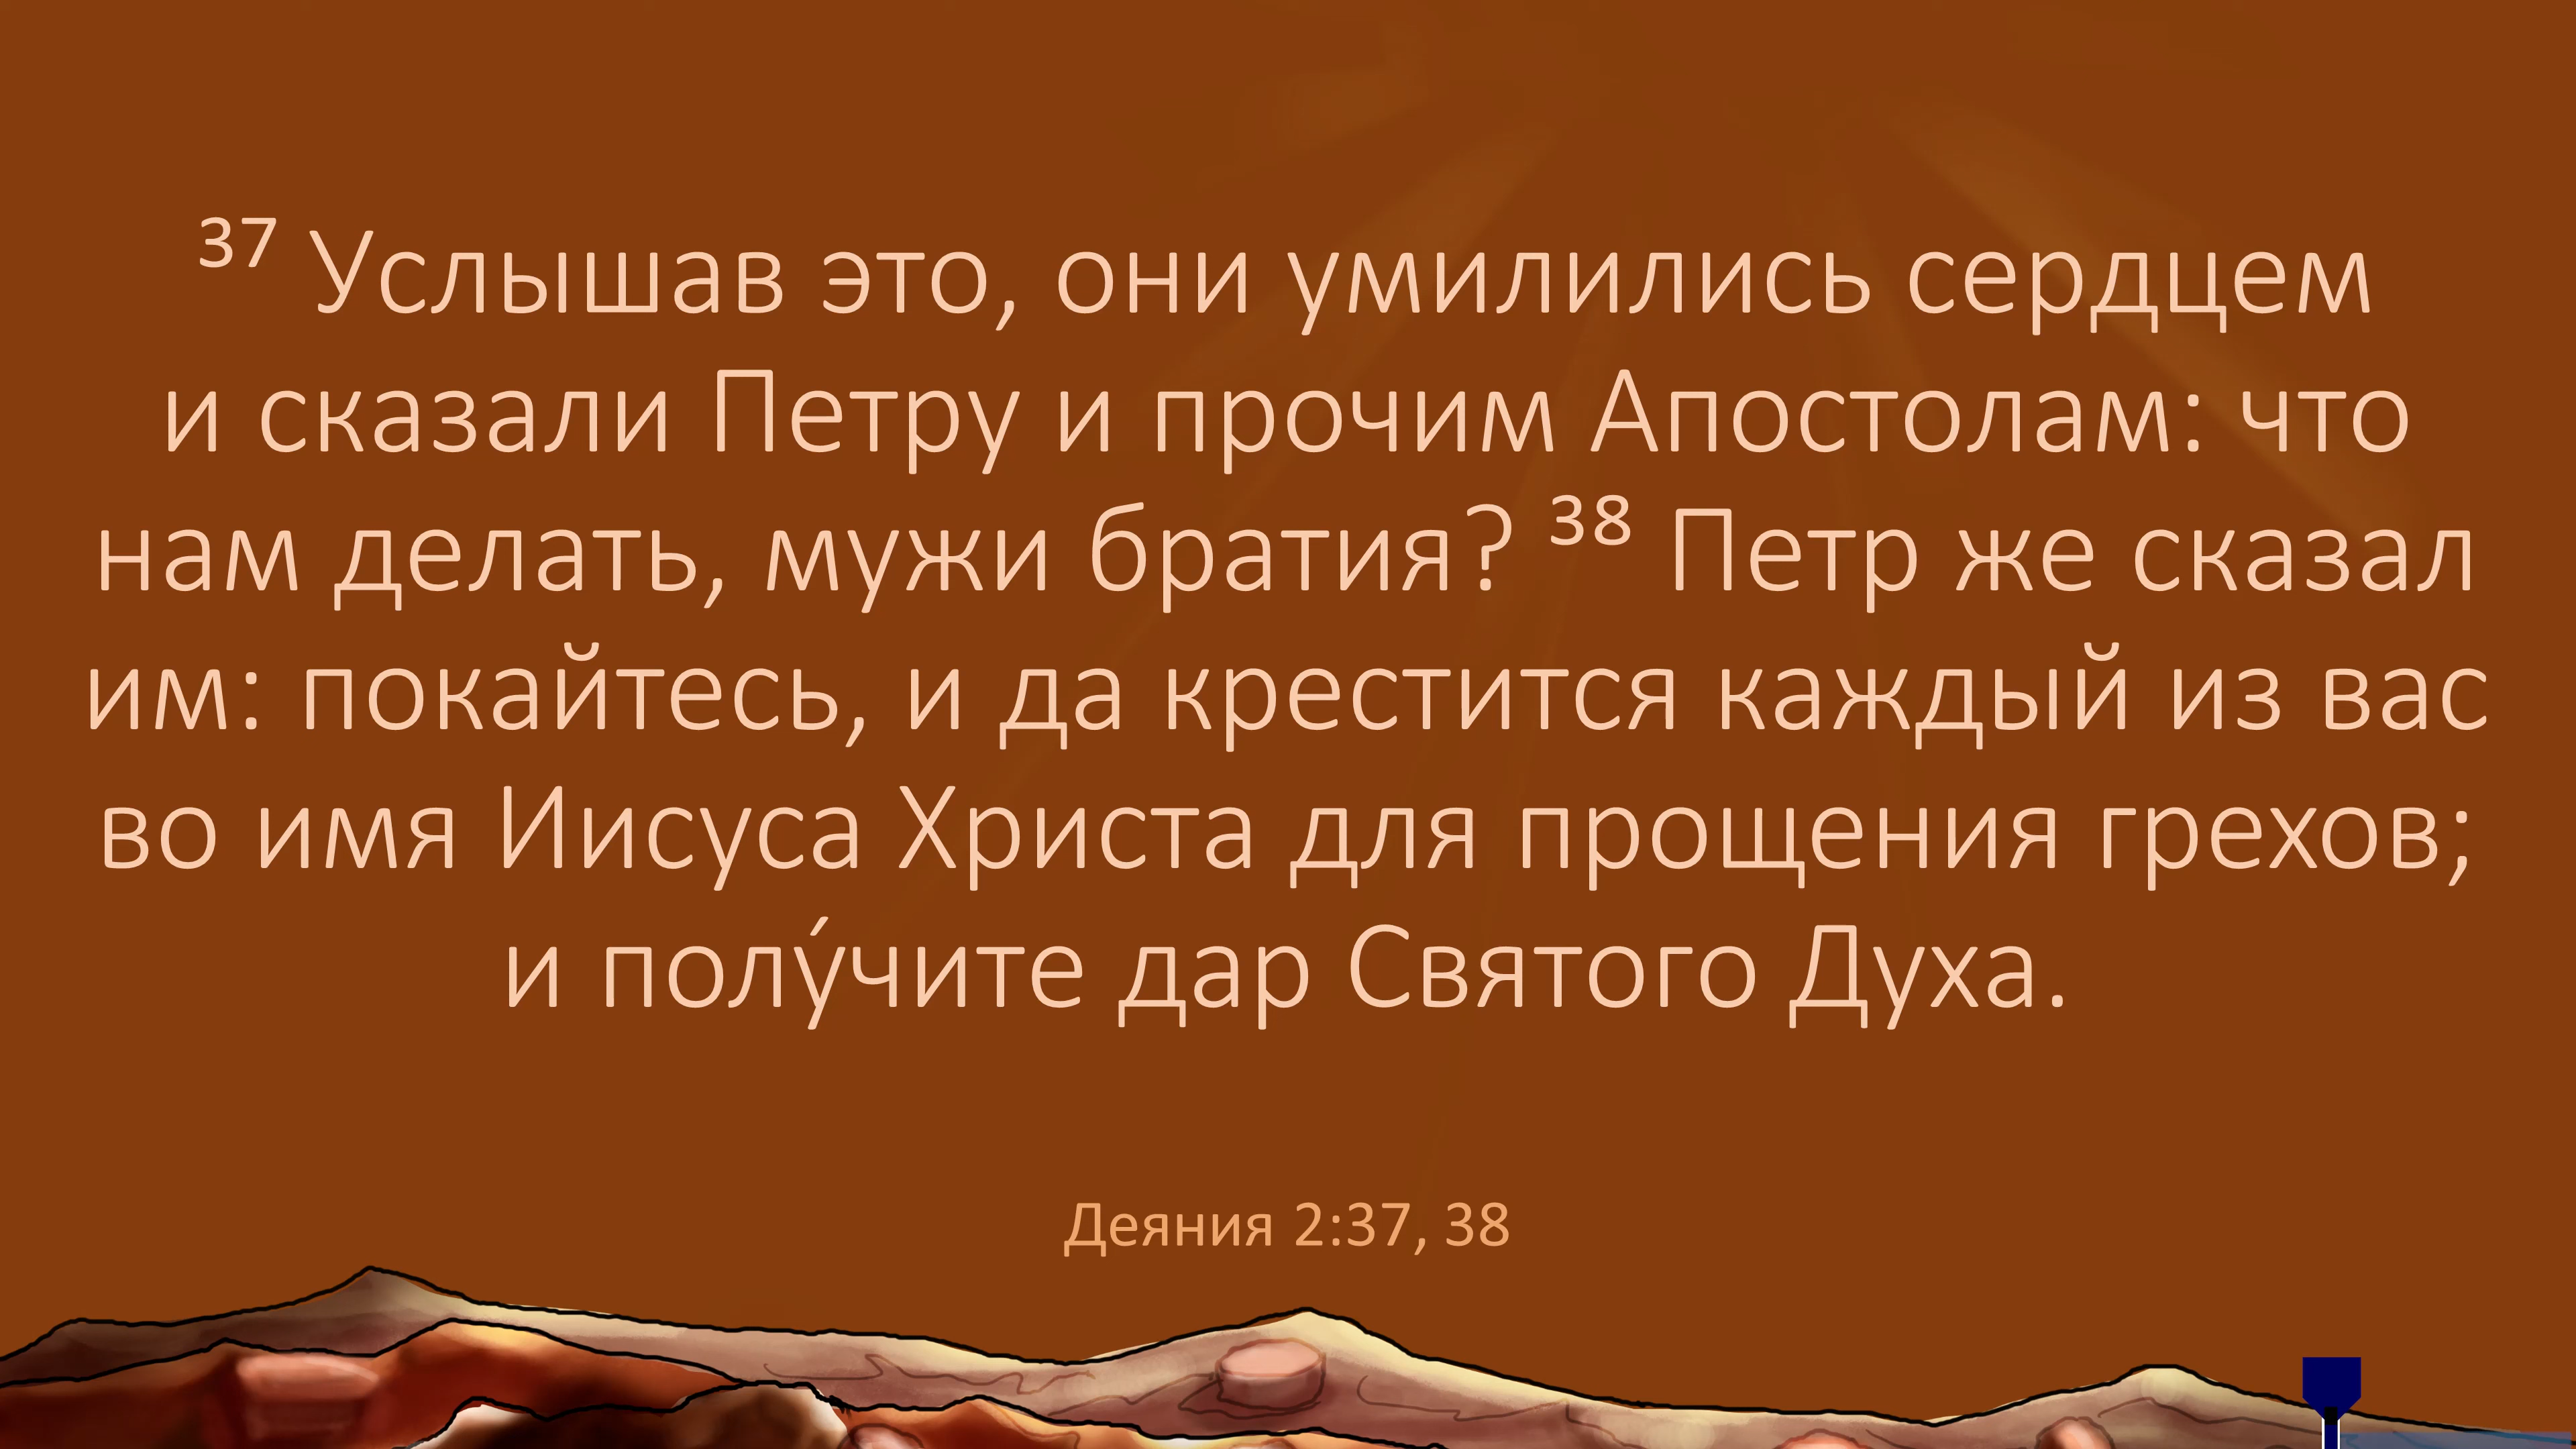 ³⁷ Услышав это, они умилились сердцем
и сказали Петру и прочим Апостолам: что
нам делать, мужи братия? ³⁸ Петр же сказал
им: покайтесь, и да крестится каждый из вас
во имя Иисуса Христа для прощения грехов;
и полу́чите дар Святого Духа.
Деяния 2:37, 38